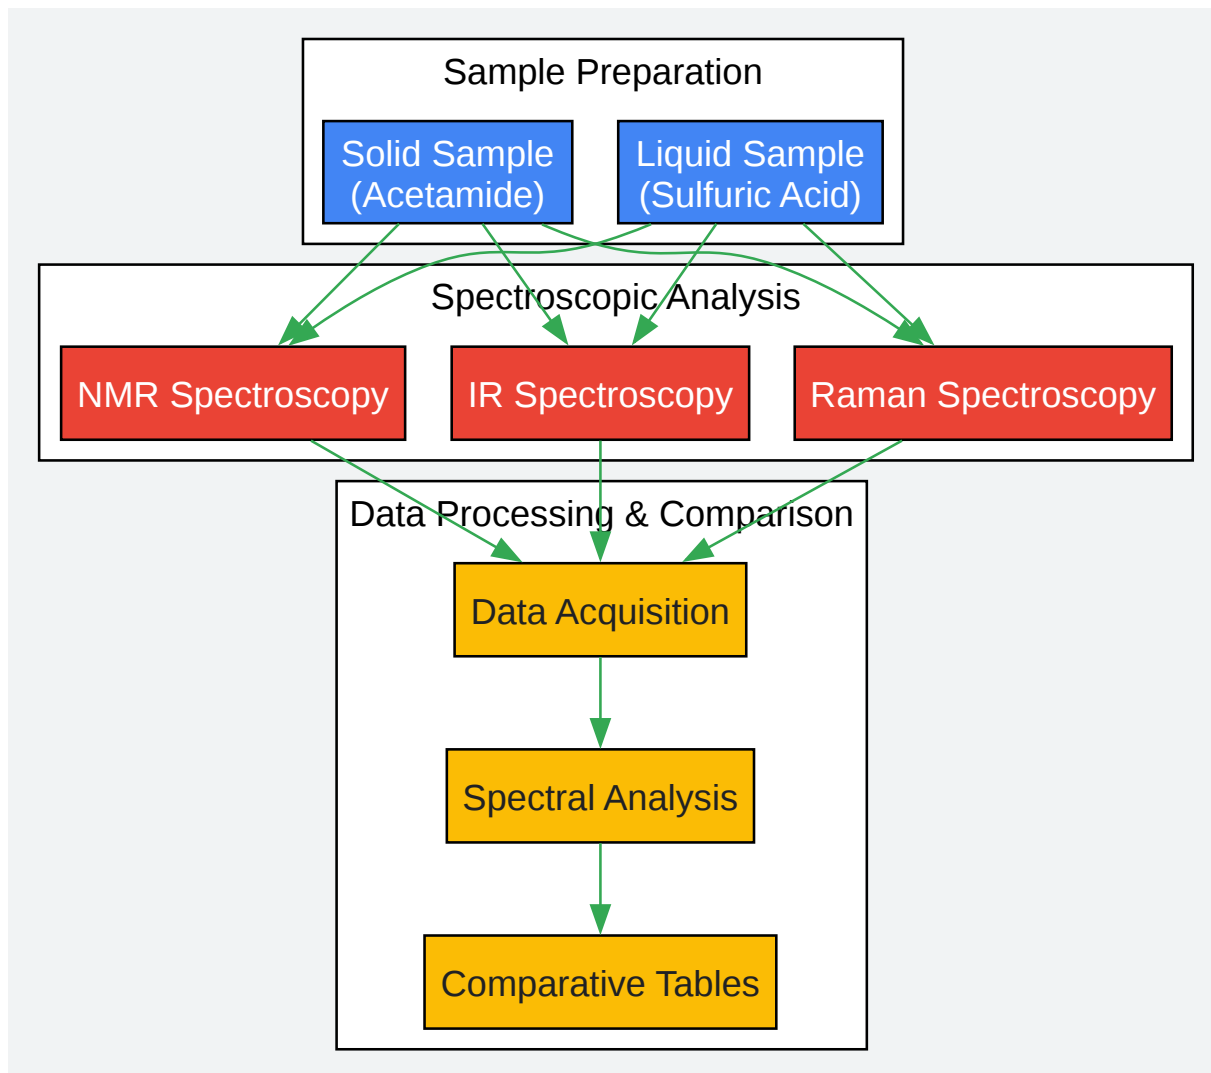 Sample Preparation
Solid Sample
(Acetamide)
Liquid Sample
(Sulfuric Acid)
Spectroscopic Analysis
NMR Spectroscopy
IR Spectroscopy
Raman Spectroscopy
Data Processing & Comparison
Data Acquisition
Spectral Analysis
Comparative Tables